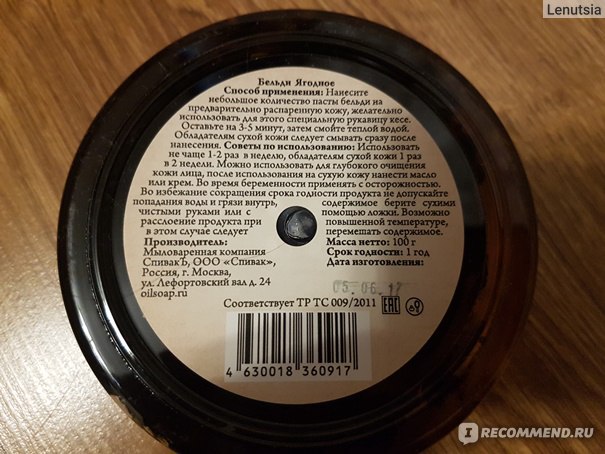 Lenutsia
Бельди Ягодное
Способ применения: Нанесите
небольшое количество пасты бельди на
предварительно распаренную кожу, желательно
использовать для этого специальную рукавицу кесе.
Оставьте на 3-5 минут, затем смойте теплой водой.
Обладателям сухой кожи следует смывать сразу после
нанесения. Советы по использованию: Использовать
не чаще 1-2 раз в неделю, обладателям сухой кожи 1 раз
в 2 недели. Можно использовать для глубокого очищения
кожи лица, после использования на сухую кожу нанести масло
или крем. Во время беременности применять с осторожностью.
Во избежание сокращения срока годности продукта не допускайте
попадания воды и грязи внутрь, содержимое берите сухими
чистыми руками или с помощью ложки. Возможно
расслоение продукта при повышенной температуре,
в этом случае следует перемешать содержимое.
Производитель:
Мыловаренная компания
СпивакЪ, ООО «Спивак»,
Россия, г. Москва,
ул. Лефортовский вал д. 24
oilsoap.ru
Масса нетто: 100 г
Срок годности: 1 год
Дата изготовления:
05. 06. 17
Соответствует ТР ТС 009/2011
EAC
4 630018 360917
IRECOMMEND.RU